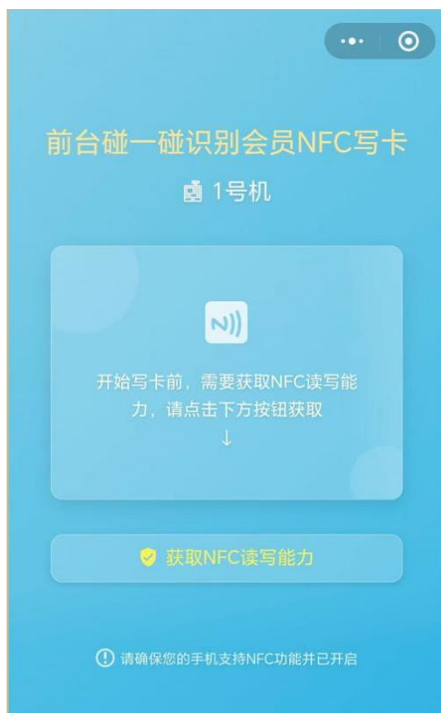 前台碰一碰识别会员NFC写卡
1号机
开始写卡前，需要获取NFC读写能
力，请点击下方按钮获取
↓
获取NFC读写能力
请确保您的手机支持NFC功能并已开启